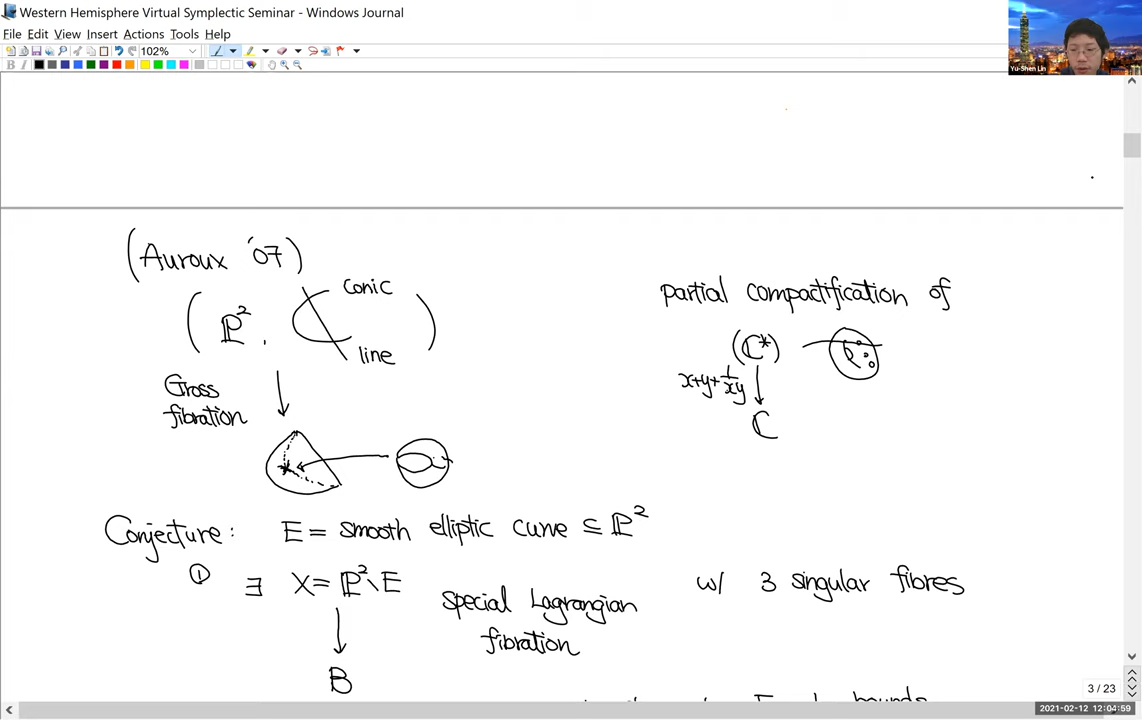 Western Hemisphere Virtual Symplectic Seminar - Windows Journal
File Edit View Insert Actions Tools Help
102%
B I
Yu-Shen Lin
(Auroux '07)
(P², conic line)
Gross
fibration
partial compactification of
(C*)
x+y+1/xy
C
Conjecture: E = smooth elliptic curve ⊆ P²
① ∃ X = P²\E special Lagrangian fibration w/ 3 singular fibres
B
3 / 23
2021-02-12 12:04:59